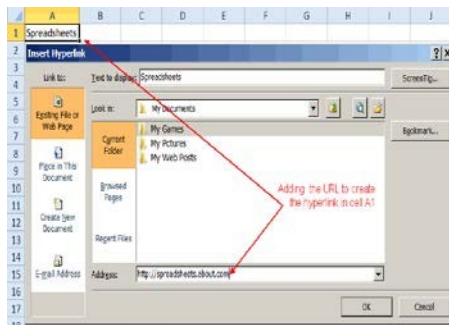 A B C D E F G H I J
1 Spreadsheets
2 Insert Hyperlink
3 Link to: Text to display: Spreadsheets ScreenTip...
4
5 Existing File or Look in: My Documents
6 Web Page Bookmark...
7 Current My Games
8 Folder My Pictures
Place in This My Web Posts
9 Document
10 Browsed Adding the URL to create
11 Pages the hyperlink in cell A1
12 Create New
13 Document Recent Files
14
15 E-mail Address Address: http://spreadsheets.about.com
16
17 OK Cancel